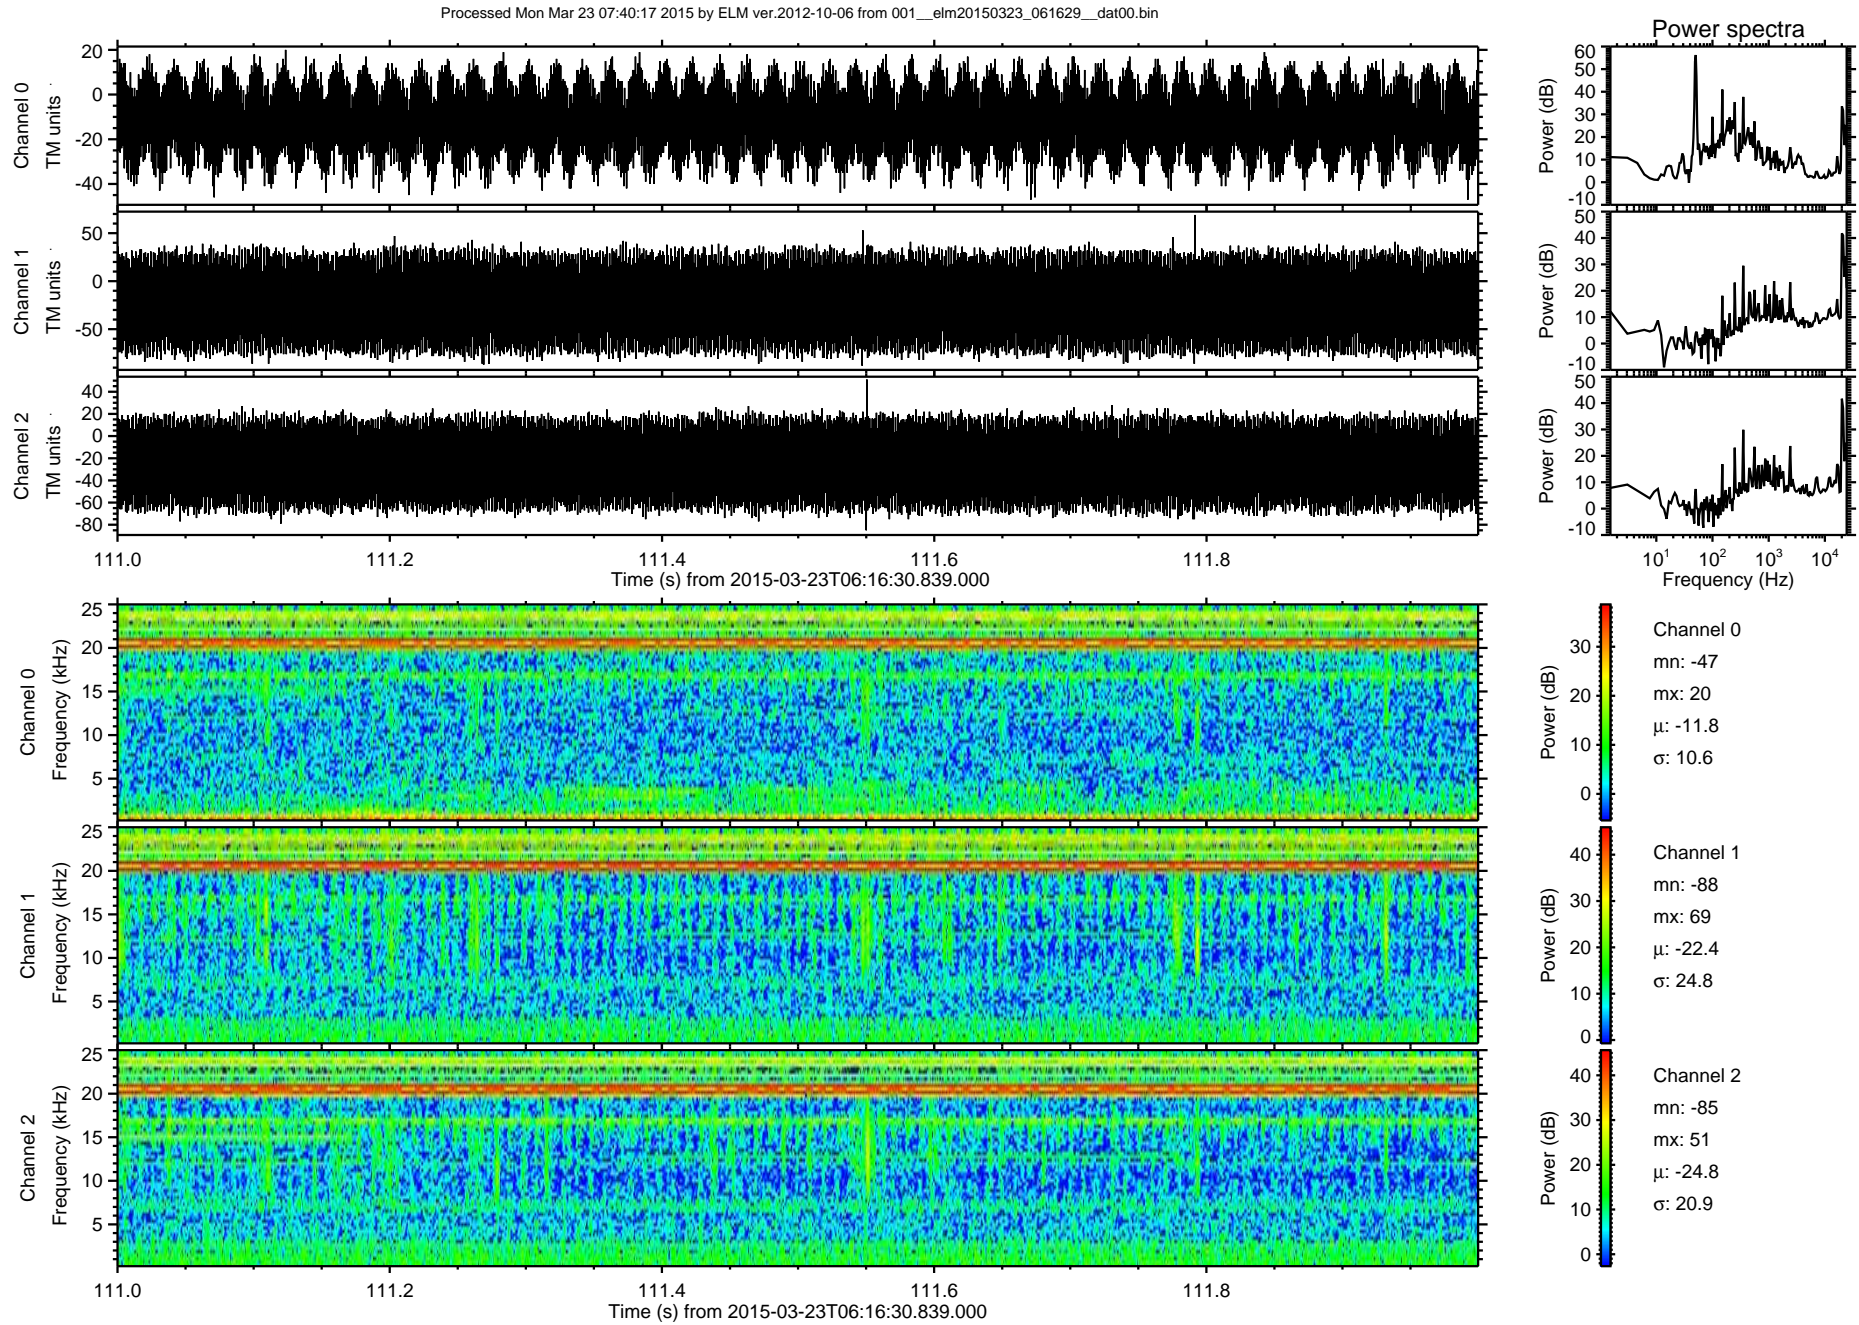 Processed Mon Mar 23 07:40:17 2015 by ELM ver.2012-10-06 from 001__elm20150323_061629__dat00.bin
Power spectra
Channel 0
TM units
20
0
-20
-40
Power (dB)
60
50
40
30
20
10
0
-10
Channel 1
TM units
50
0
-50
Power (dB)
50
40
30
20
10
0
-10
Channel 2
TM units
40
20
0
-20
-40
-60
-80
Power (dB)
50
40
30
20
10
0
-10
111.0 111.2 111.4 111.6 111.8
Time (s) from 2015-03-23T06:16:30.839.000
10^1 10^2 10^3 10^4
Frequency (Hz)
Channel 0
Frequency (kHz)
25
20
15
10
5
Power (dB)
30
20
10
0
Channel 0
mn: -47
mx: 20
μ: -11.8
σ: 10.6
Channel 1
Frequency (kHz)
25
20
15
10
5
Power (dB)
40
30
20
10
0
Channel 1
mn: -88
mx: 69
μ: -22.4
σ: 24.8
Channel 2
Frequency (kHz)
25
20
15
10
5
Power (dB)
40
30
20
10
0
Channel 2
mn: -85
mx: 51
μ: -24.8
σ: 20.9
111.0 111.2 111.4 111.6 111.8
Time (s) from 2015-03-23T06:16:30.839.000